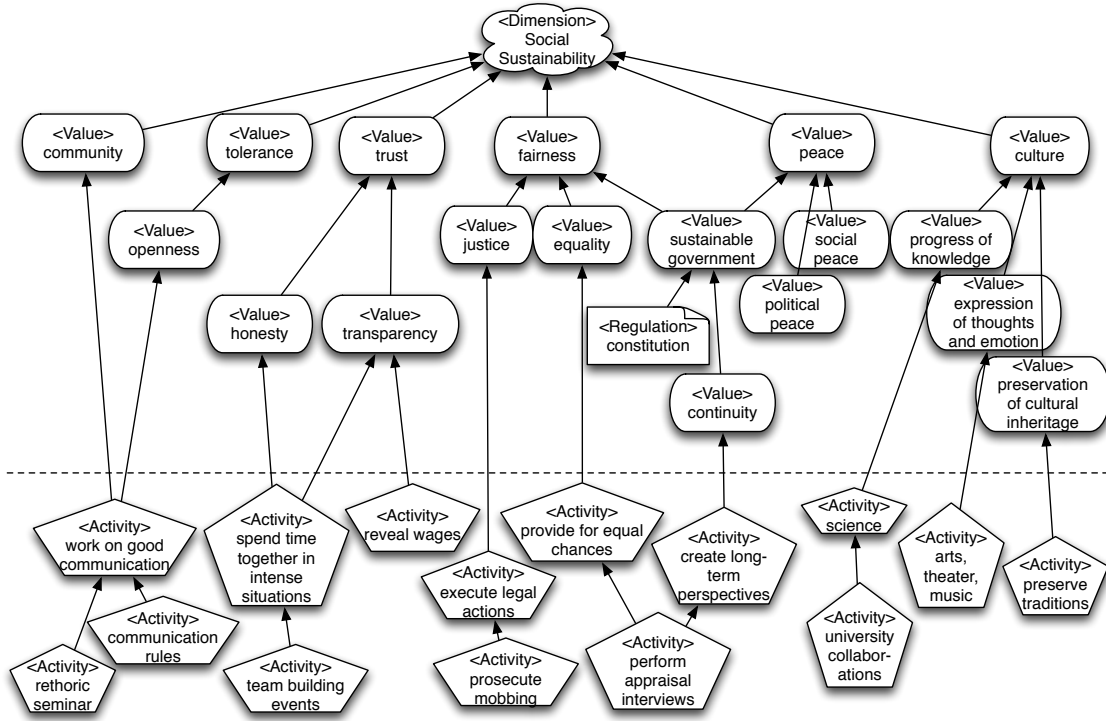 <Dimension>
Social
Sustainability
<Value>
community
<Value>
tolerance
<Value>
trust
<Value>
fairness
<Value>
peace
<Value>
culture
<Value>
openness
<Value>
justice
<Value>
equality
<Value>
sustainable
government
<Value>
social
peace
<Value>
progress of
knowledge
<Value>
honesty
<Value>
transparency
<Regulation>
constitution
<Value>
political
peace
<Value>
expression
of thoughts
and emotion
<Value>
continuity
<Value>
preservation
of cultural
inheritage
<Activity>
work on good
communication
<Activity>
spend time
together in
intense
situations
<Activity>
reveal wages
<Activity>
provide for equal
chances
<Activity>
science
<Activity>
execute legal
actions
<Activity>
create long-
term
perspectives
<Activity>
arts,
theater,
music
<Activity>
preserve
traditions
<Activity>
communication
rules
<Activity>
rethoric
seminar
<Activity>
team building
events
<Activity>
prosecute
mobbing
<Activity>
perform
appraisal
interviews
<Activity>
university
collabor-
ations